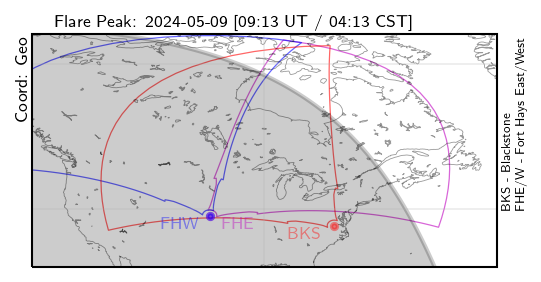 Flare Peak: 2024-05-09 [09:13 UT / 04:13 CST]
Coord: Geo
FHW
FHE
BKS
BKS - Blackstone
FHE/W - Fort Hays East/West